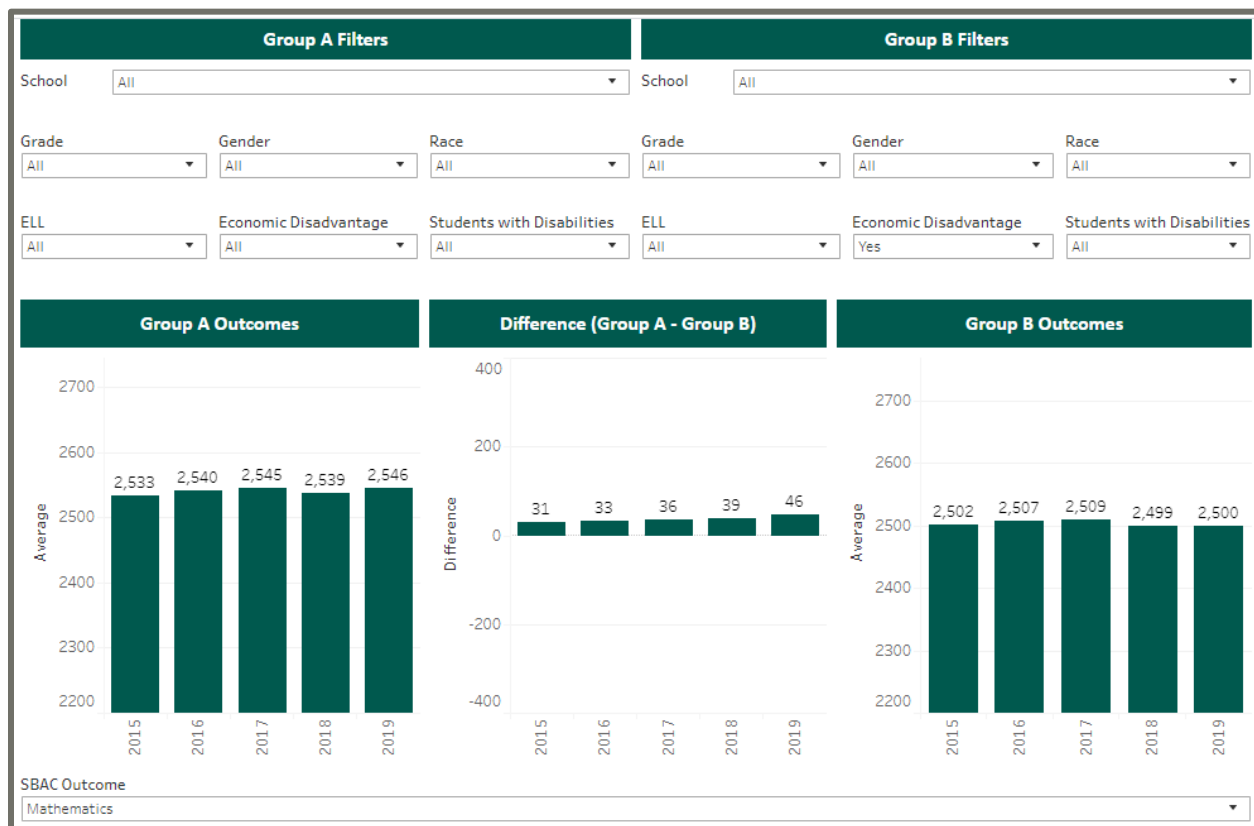 Group A Filters Group B Filters
School All School All
Grade Gender Race Grade Gender Race
All All All All All All
ELL Economic Disadvantage Students with Disabilities ELL Economic Disadvantage Students with Disabilities
All All All All Yes All
Group A Outcomes Difference (Group A - Group B) Group B Outcomes
Average
2700
2600
2500
2400
2300
2200
2,533 2,540 2,545 2,539 2,546
2015 2016 2017 2018 2019
Difference
400
200
0
-200
-400
31 33 36 39 46
2015 2016 2017 2018 2019
Average
2700
2600
2500
2400
2300
2200
2,502 2,507 2,509 2,499 2,500
2015 2016 2017 2018 2019
SBAC Outcome
Mathematics